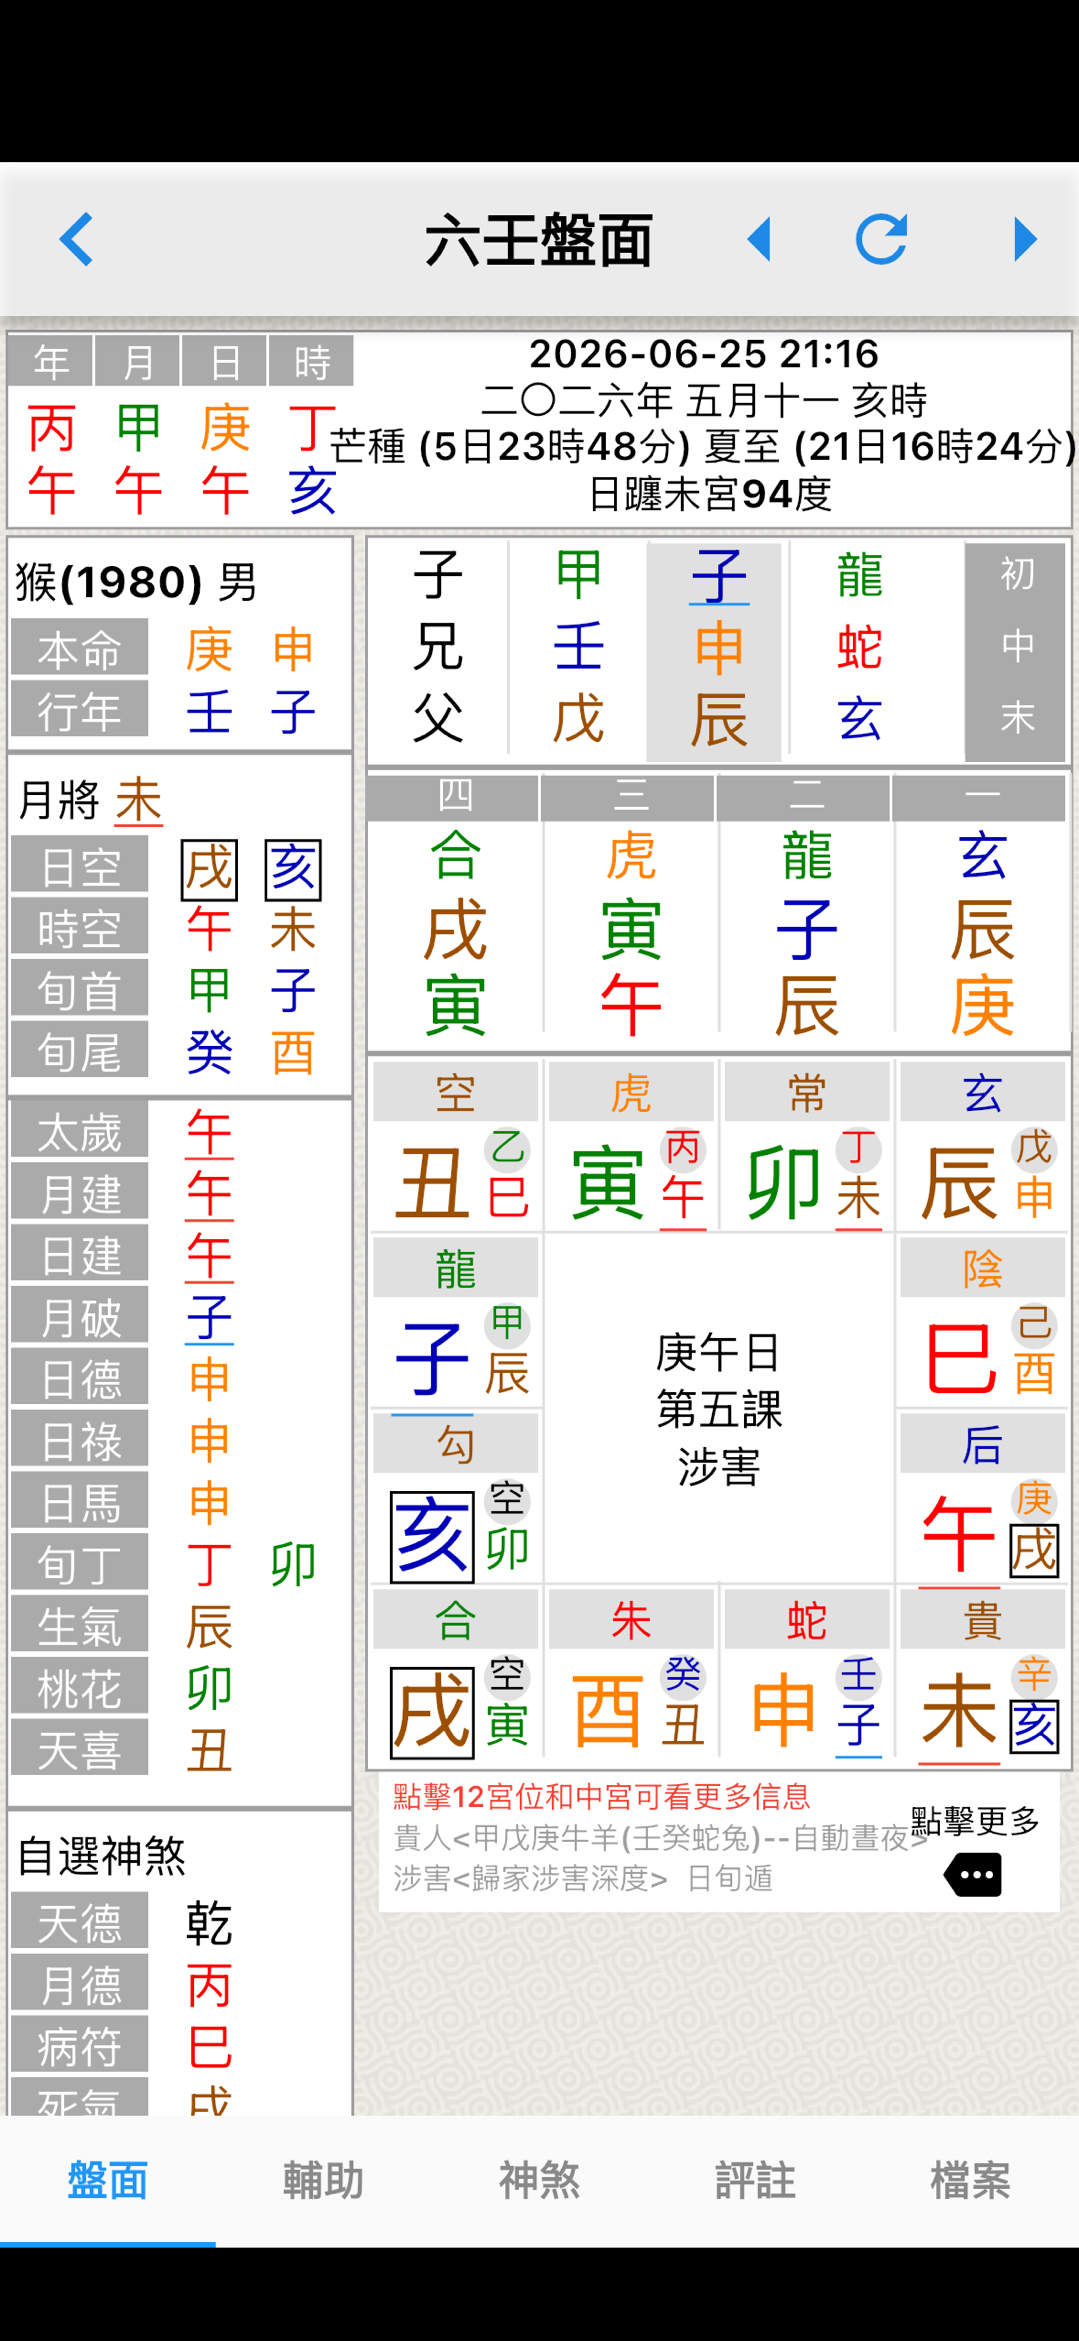 六壬盤面
年 月 日 時
丙 甲 庚 丁
午 午 午 亥
2026-06-25 21:16
二〇二六年 五月十一 亥時
芒種 (5日23時48分) 夏至 (21日16時24分)
日躔未宮94度
猴(1980) 男
本命 庚 申
行年 壬 子
月將 未
日空 戌 亥
時空 午 未
旬首 甲 子
旬尾 癸 酉
太歲 午
月建 午
日建 午
月破 子
日德 申
日祿 申
日馬 申
旬丁 丁 卯
生氣 辰
桃花 卯
天喜 丑
自選神煞
天德 乾
月德 丙
病符 巳
死氣 戌
子 甲 子 龍 初
兄 壬 申 蛇 中
父 戊 辰 玄 末
四 三 二 一
合 虎 龍 玄
戌 寅 子 辰
寅 午 辰 庚
空 虎 常 玄
丑 乙 巳 寅 丙 午 卯 丁 未 辰 戊 申
龍 陰
子 甲 辰 巳 己 酉
庚午日
第五課
涉害
勾 后
亥 空 卯 午 庚 戌
合 朱 蛇 貴
戌 空 寅 酉 癸 丑 申 壬 子 未 辛 亥
點擊12宮位和中宮可看更多信息
貴人<甲戊庚牛羊(壬癸蛇兔)--自動晝夜>
涉害<歸家涉害深度> 日旬遁
點擊更多
盤面 輔助 神煞 評註 檔案